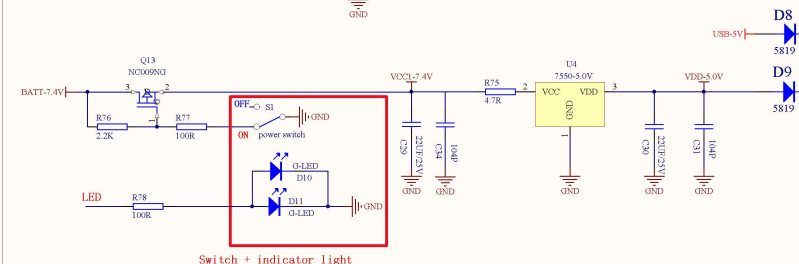 GND
D8
USB-5V
5819
Q13
NC009NG
3
2
1
BATT-7.4V
VCC1-7.4V
R75
4.7R
U4
7550-5.0V
2
VCC
VDD
3
GND
1
VDD-5.0V
D9
5819
OFF
S1
GND
ON
power switch
R76
2.2K
R77
100R
C29
22UF/25V
C34
104P
C30
22UF/25V
C31
104P
GND
GND
GND
GND
GND
G-LED
D10
LED
R78
100R
D11
G-LED
GND
Switch + indicator light